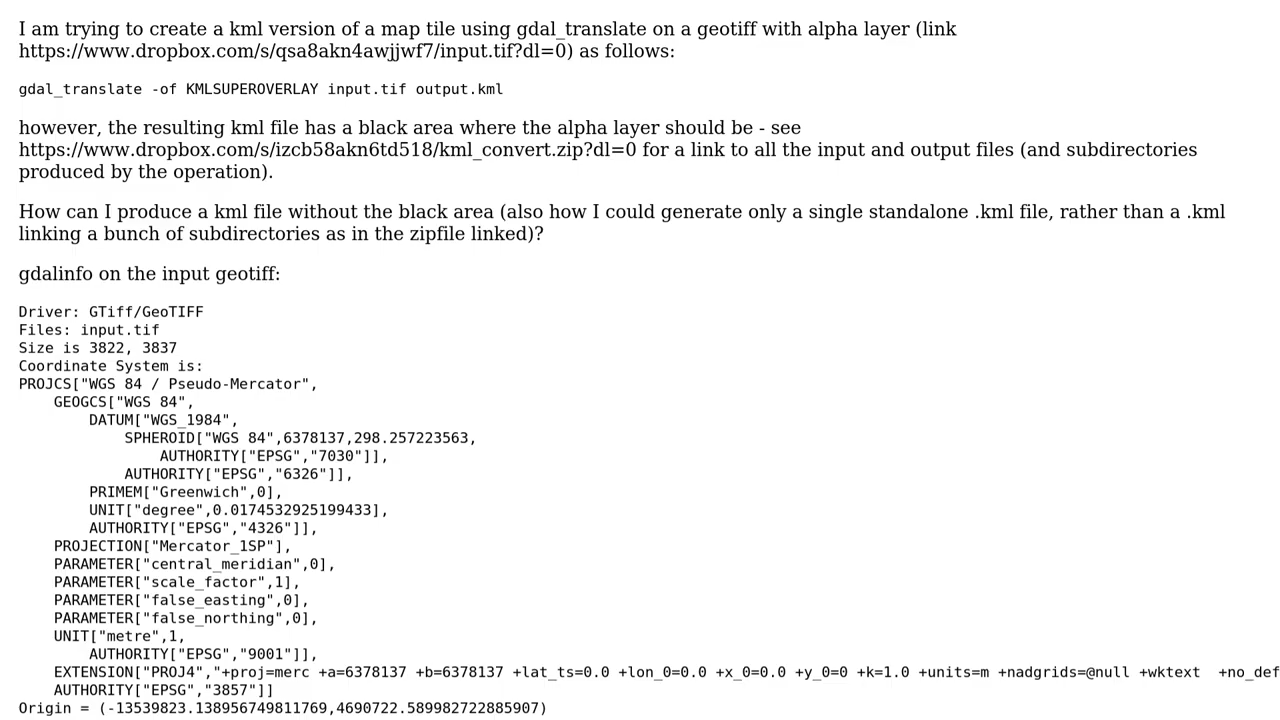 I am trying to create a kml version of a map tile using gdal_translate on a geotiff with alpha layer (link
https://www.dropbox.com/s/qsa8akn4awjjwf7/input.tif?dl=0) as follows:
gdal_translate -of KMLSUPEROVERLAY input.tif output.kml
however, the resulting kml file has a black area where the alpha layer should be - see
https://www.dropbox.com/s/izcb58akn6td518/kml_convert.zip?dl=0 for a link to all the input and output files (and subdirectories
produced by the operation).
How can I produce a kml file without the black area (also how I could generate only a single standalone .kml file, rather than a .kml
linking a bunch of subdirectories as in the zipfile linked)?
gdalinfo on the input geotiff:
Driver: GTiff/GeoTIFF
Files: input.tif
Size is 3822, 3837
Coordinate System is:
PROJCS["WGS 84 / Pseudo-Mercator",
    GEOGCS["WGS 84",
        DATUM["WGS_1984",
            SPHEROID["WGS 84",6378137,298.257223563,
                AUTHORITY["EPSG","7030"]],
            AUTHORITY["EPSG","6326"]],
        PRIMEM["Greenwich",0],
        UNIT["degree",0.0174532925199433],
        AUTHORITY["EPSG","4326"]],
    PROJECTION["Mercator_1SP"],
    PARAMETER["central_meridian",0],
    PARAMETER["scale_factor",1],
    PARAMETER["false_easting",0],
    PARAMETER["false_northing",0],
    UNIT["metre",1,
        AUTHORITY["EPSG","9001"]],
    EXTENSION["PROJ4","+proj=merc +a=6378137 +b=6378137 +lat_ts=0.0 +lon_0=0.0 +x_0=0.0 +y_0=0 +k=1.0 +units=m +nadgrids=@null +wktext  +no_def
    AUTHORITY["EPSG","3857"]]
Origin = (-13539823.138956749811769,4690722.589982722885907)